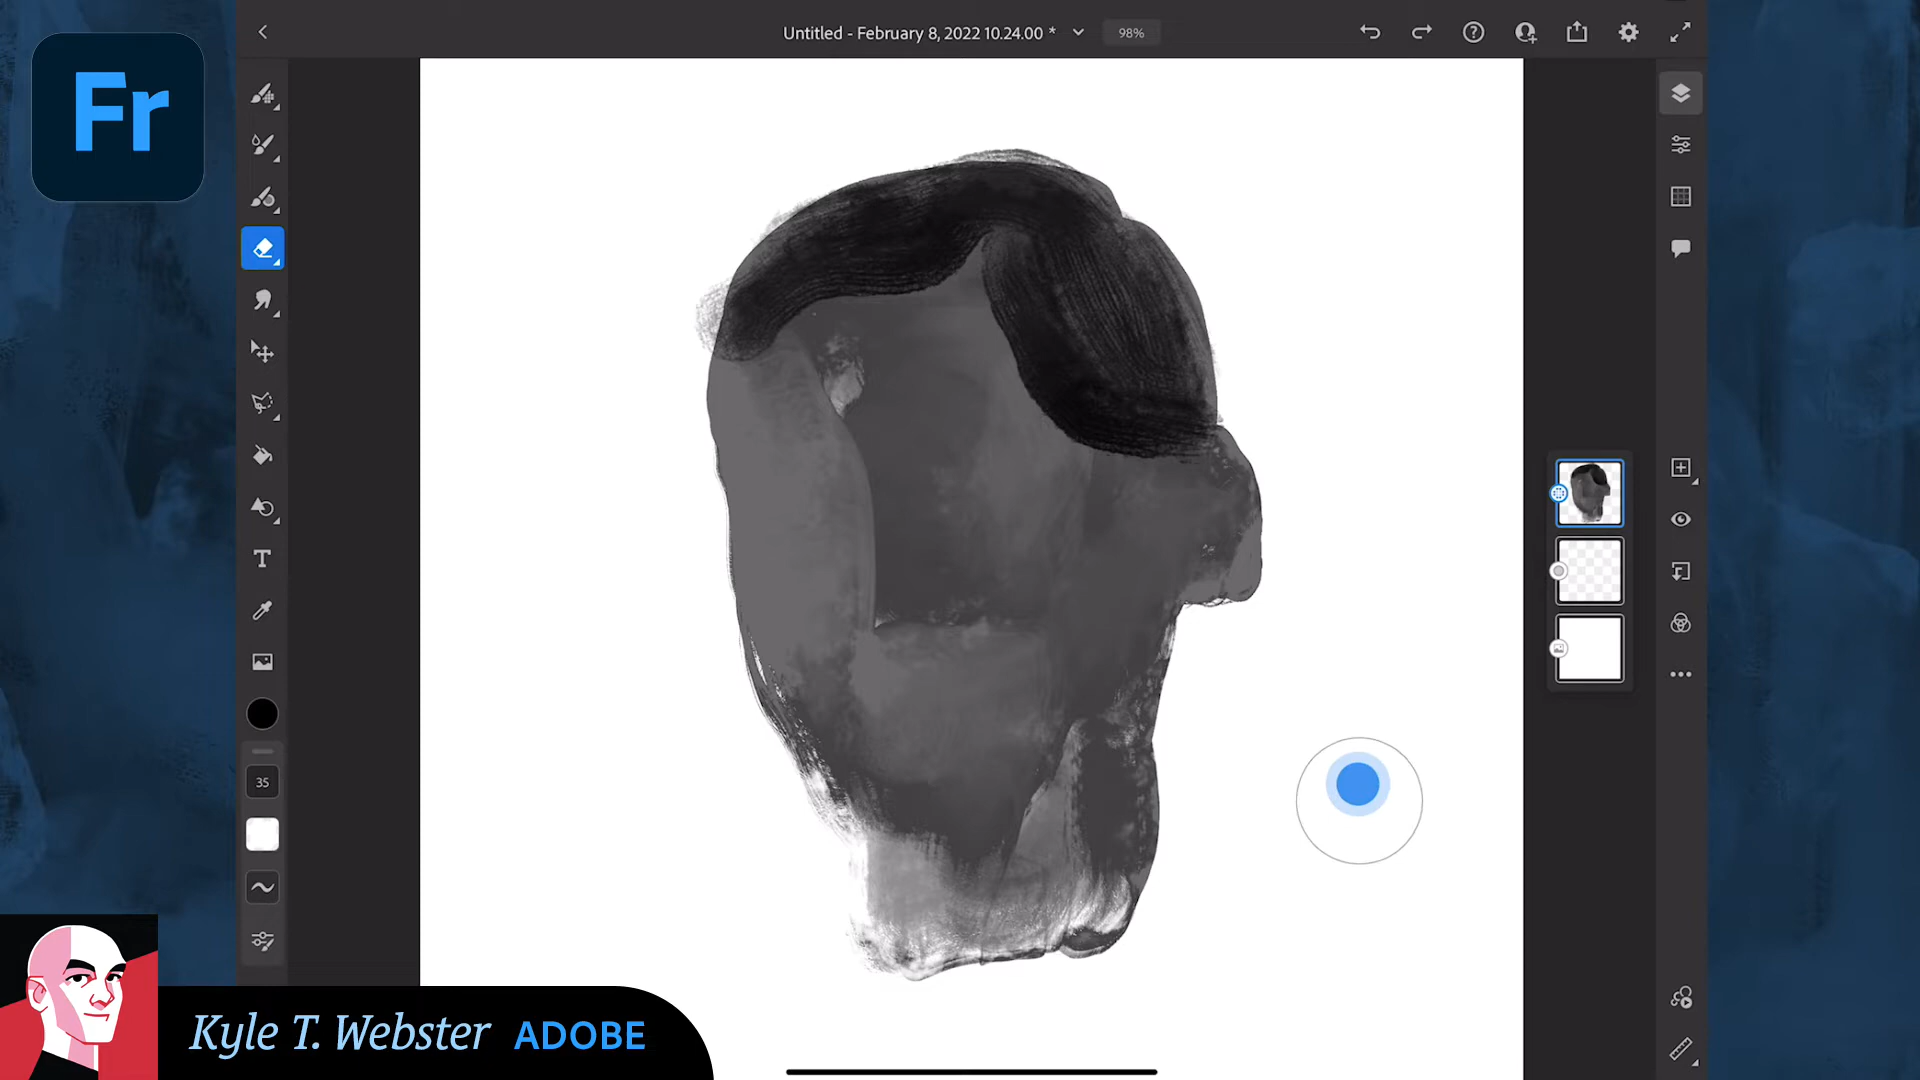 Fr
Untitled - February 8, 2022 10.24.00 *
98%
T
35
Kyle T. Webster ADOBE